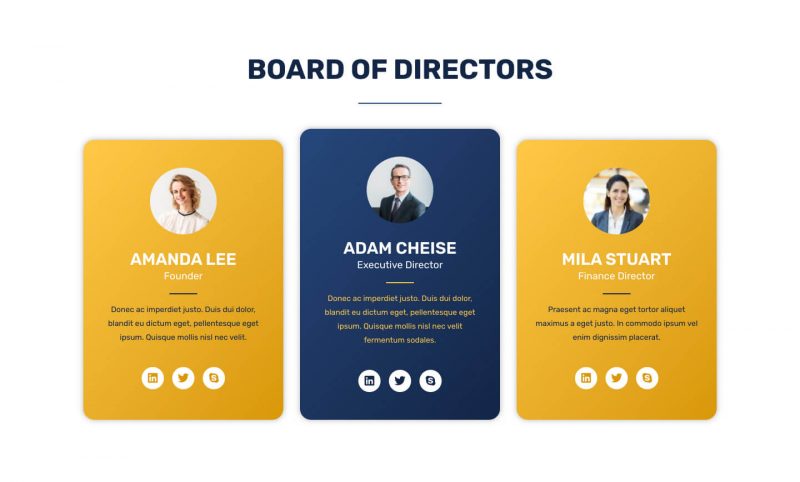 BOARD OF DIRECTORS
AMANDA LEE
Founder
Donec ac imperdiet justo. Duis dui dolor,
blandit eu dictum eget, pellentesque eget
ipsum. Quisque mollis nisl nec velit.
ADAM CHEISE
Executive Director
Donec ac imperdiet justo. Duis dui dolor,
blandit eu dictum eget, pellentesque eget
ipsum. Quisque mollis nisl nec velit
fermentum sodales.
MILA STUART
Finance Director
Praesent ac magna eget tortor aliquet
maximus a eget justo. In commodo ipsum vel
enim dignissim placerat.